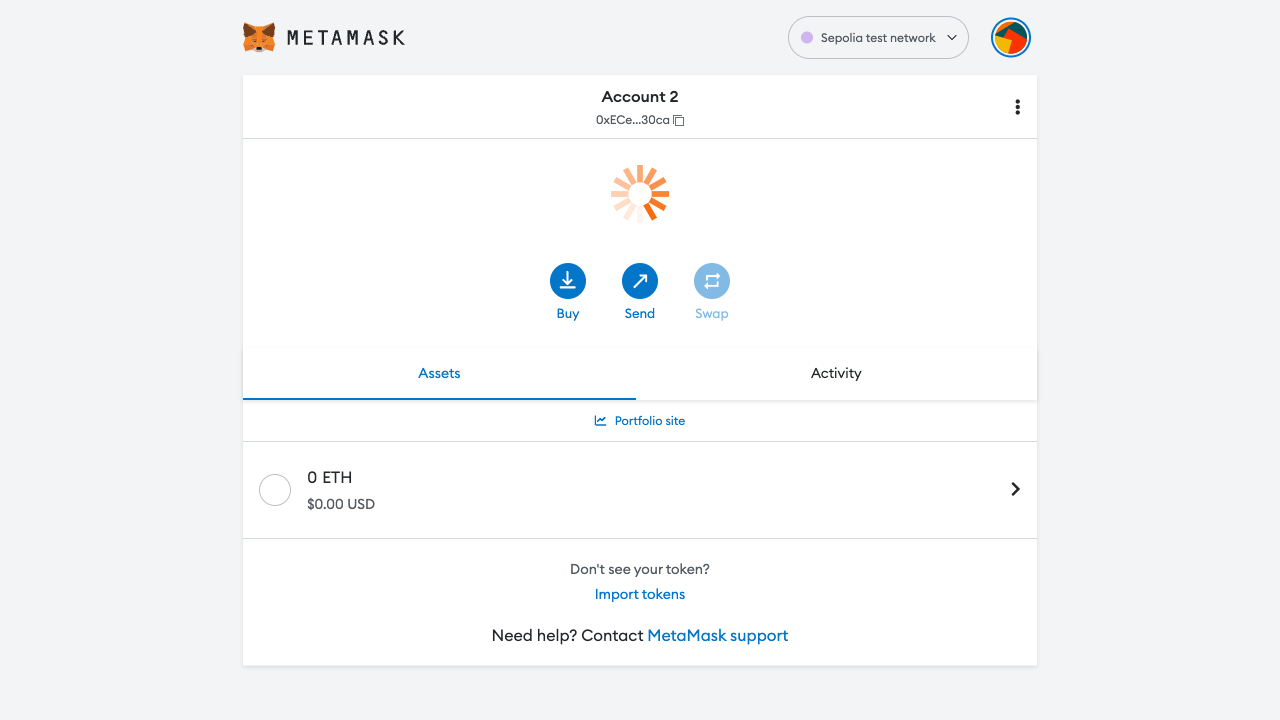 METAMASK
Sepolia test network
Account 2
0xECe...30ca
Buy
Send
Swap
Assets
Activity
Portfolio site
0 ETH
$0.00 USD
Don't see your token?
Import tokens
Need help? Contact MetaMask support